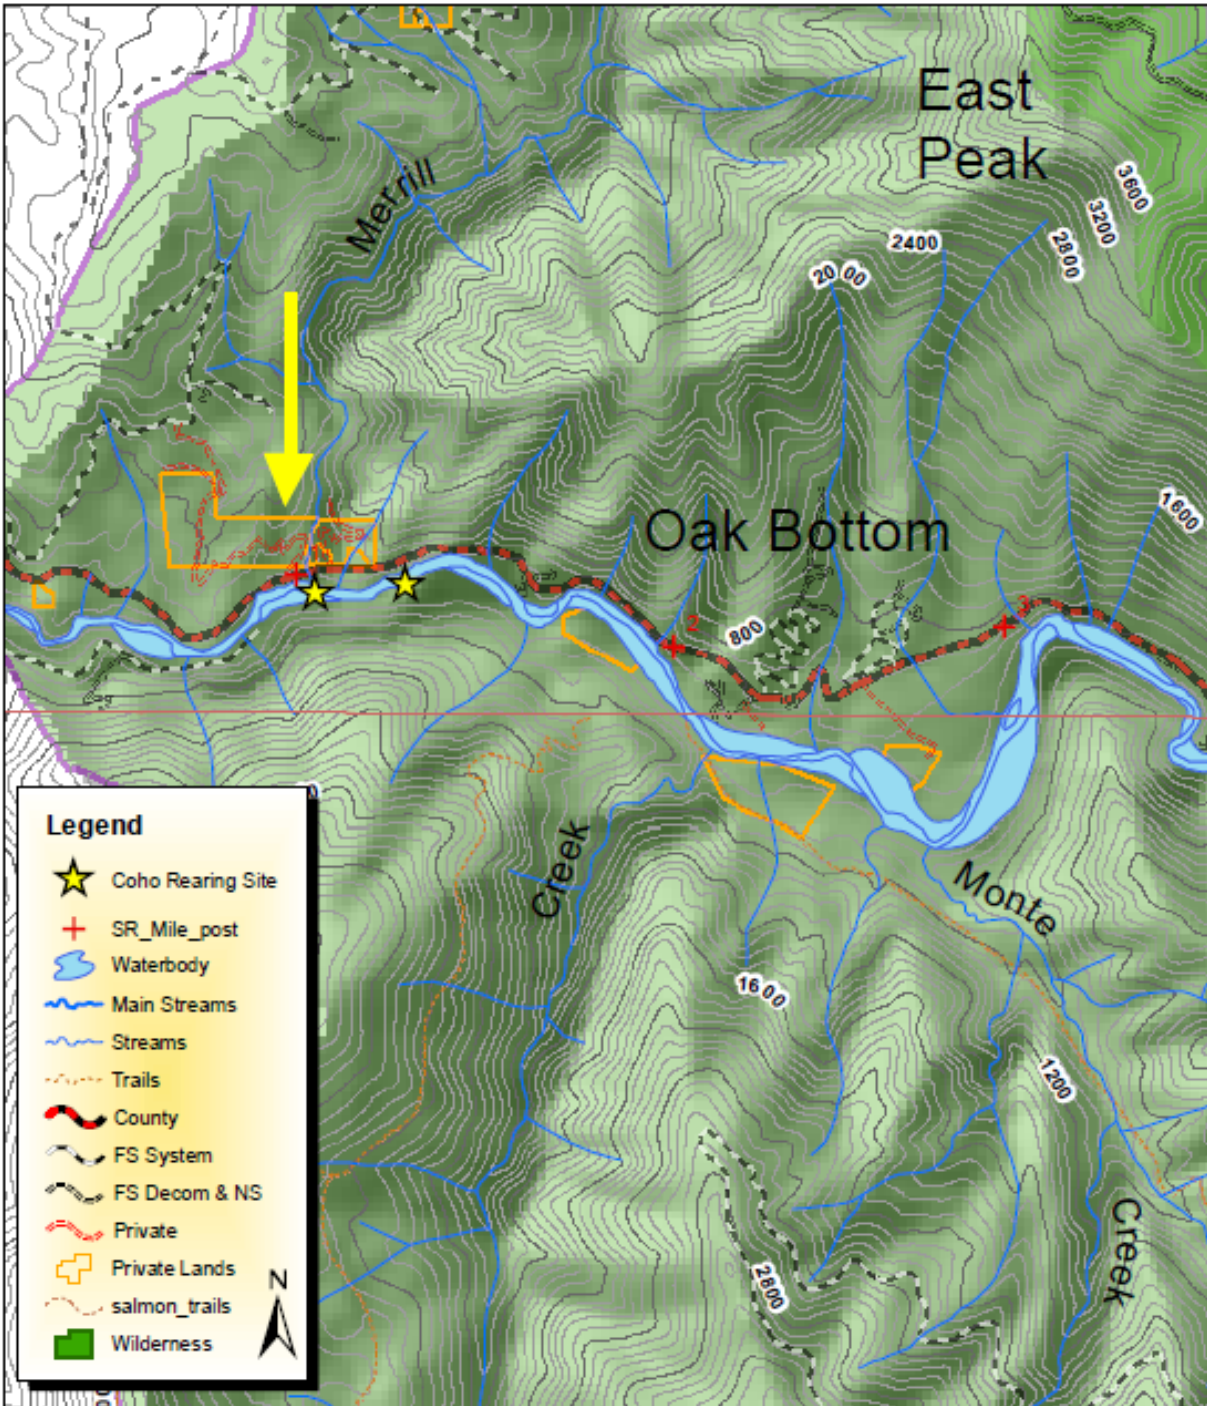 East
Peak
Merrill
3600
3200
2800
2400
20 00
1600
Oak Bottom
2
3
800
Creek
Monte
1600
1200
Creek
2800
Legend
Coho Rearing Site
SR_Mile_post
Waterbody
Main Streams
Streams
Trails
County
FS System
FS Decom & NS
Private
Private Lands
salmon_trails
Wilderness
N